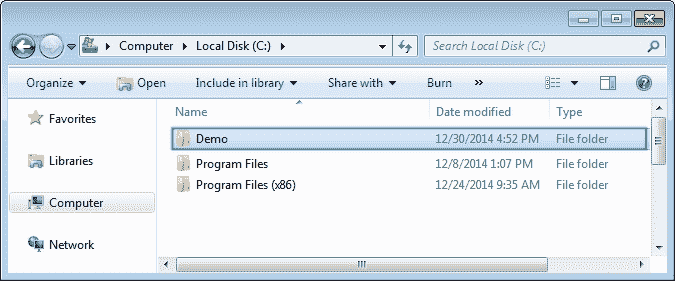 Computer Local Disk (C:) Search Local Disk (C:)
Organize Open Include in library Share with Burn »
Name Date modified Type
Favorites
Demo 12/30/2014 4:52 PM File folder
Libraries
Program Files 12/8/2014 1:07 PM File folder
Program Files (x86) 12/24/2014 9:35 AM File folder
Computer
Network